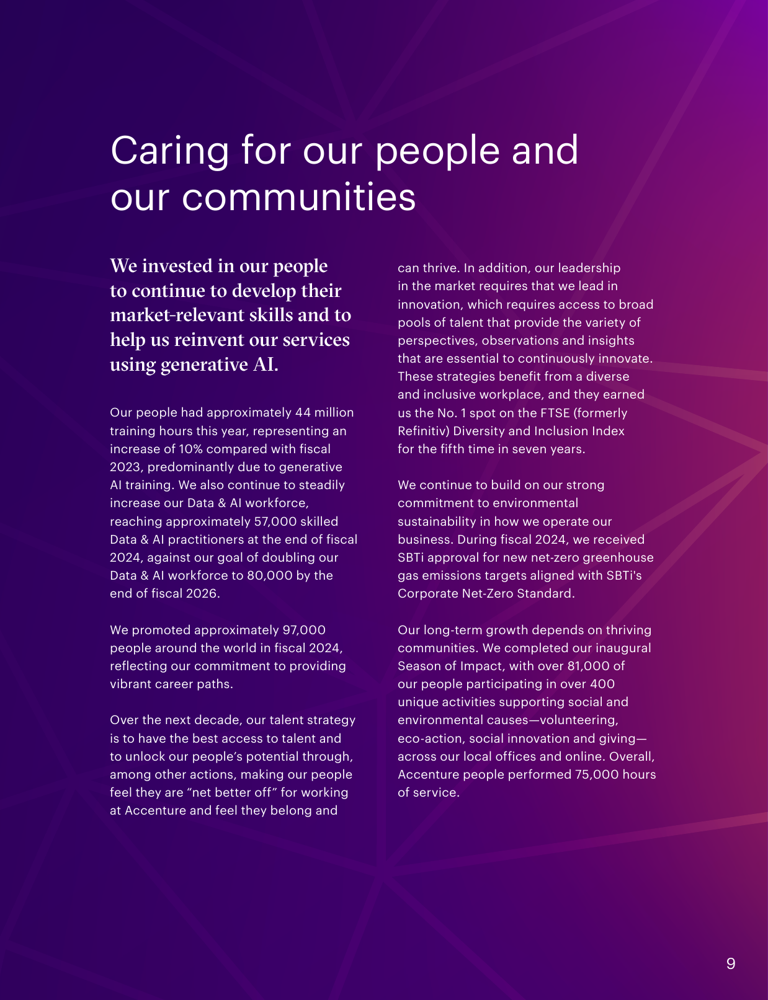 Caring for our people and
our communities
We invested in our people
to continue to develop their
market-relevant skills and to
help us reinvent our services
using generative AI.
Our people had approximately 44 million
training hours this year, representing an
increase of 10% compared with fiscal
2023, predominantly due to generative
AI training. We also continue to steadily
increase our Data & AI workforce,
reaching approximately 57,000 skilled
Data & AI practitioners at the end of fiscal
2024, against our goal of doubling our
Data & AI workforce to 80,000 by the
end of fiscal 2026.
We promoted approximately 97,000
people around the world in fiscal 2024,
reflecting our commitment to providing
vibrant career paths.
Over the next decade, our talent strategy
is to have the best access to talent and
to unlock our people’s potential through,
among other actions, making our people
feel they are “net better off” for working
at Accenture and feel they belong and
can thrive. In addition, our leadership
in the market requires that we lead in
innovation, which requires access to broad
pools of talent that provide the variety of
perspectives, observations and insights
that are essential to continuously innovate.
These strategies benefit from a diverse
and inclusive workplace, and they earned
us the No. 1 spot on the FTSE (formerly
Refinitiv) Diversity and Inclusion Index
for the fifth time in seven years.
We continue to build on our strong
commitment to environmental
sustainability in how we operate our
business. During fiscal 2024, we received
SBTi approval for new net-zero greenhouse
gas emissions targets aligned with SBTi's
Corporate Net-Zero Standard.
Our long-term growth depends on thriving
communities. We completed our inaugural
Season of Impact, with over 81,000 of
our people participating in over 400
unique activities supporting social and
environmental causes—volunteering,
eco-action, social innovation and giving—
across our local offices and online. Overall,
Accenture people performed 75,000 hours
of service.
9